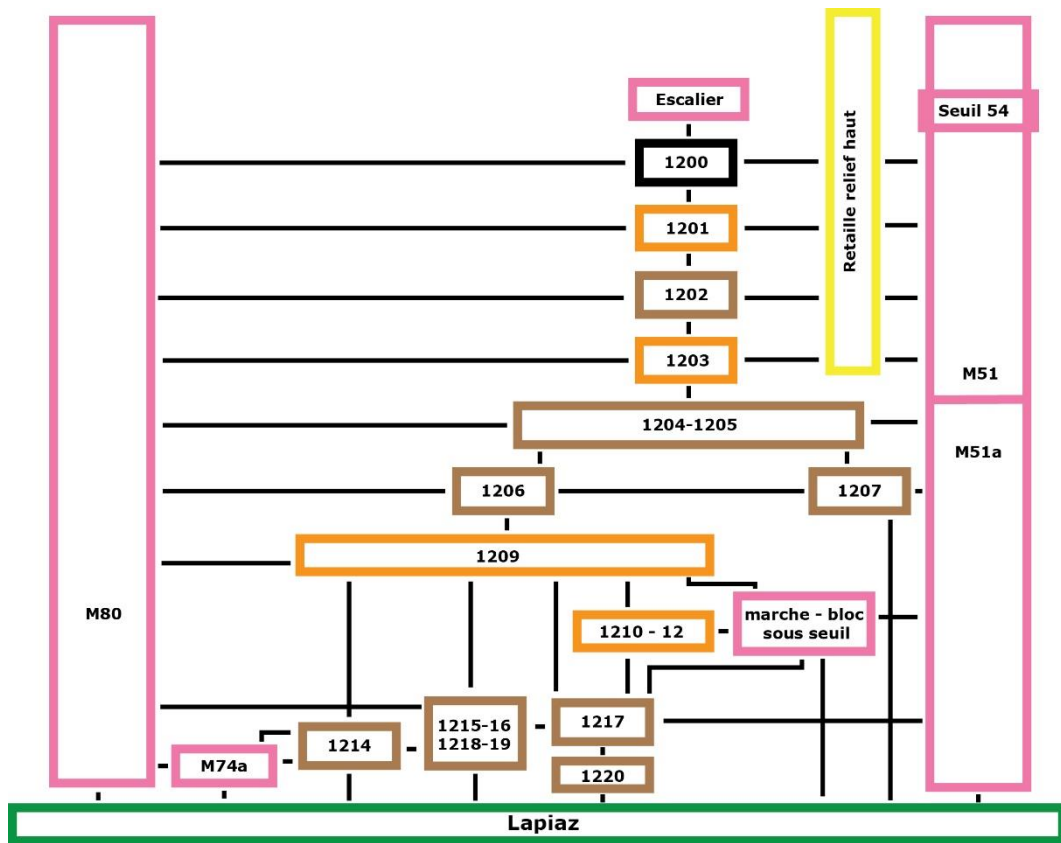 Escalier
Seuil 54
1200
Retaille relief haut
1201
1202
1203
M51
1204-1205
M51a
1206
1207
1209
M80
marche - bloc
sous seuil
1210 - 12
1215-16
1218-19
1217
1214
M74a
1220
Lapiaz